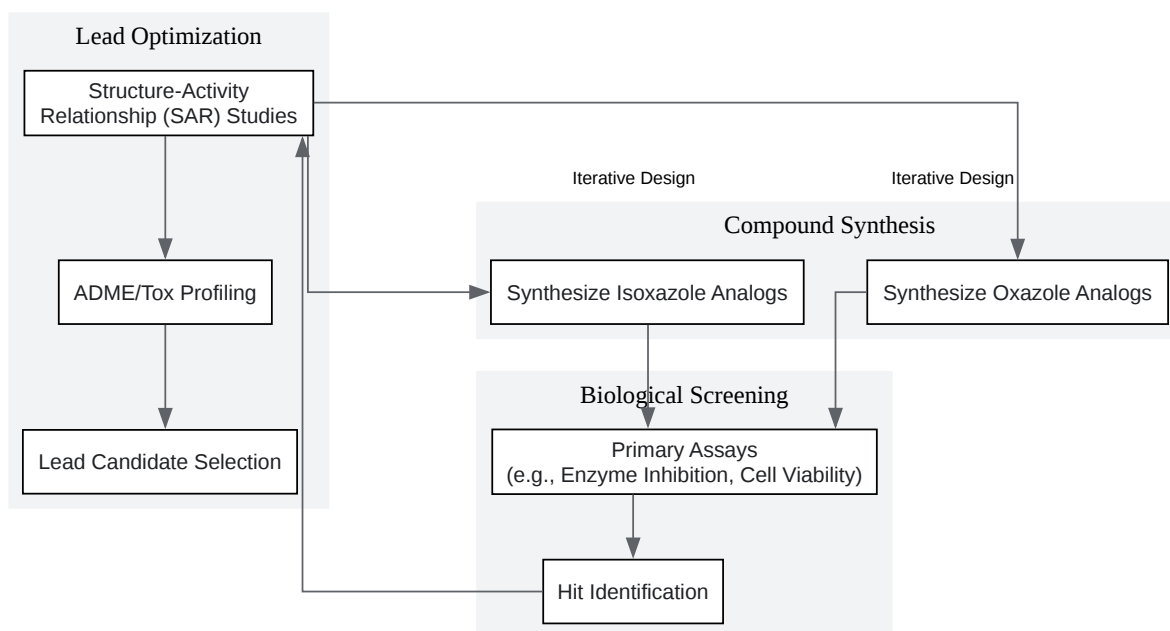 Lead Optimization
Structure-Activity
Relationship (SAR) Studies
Iterative Design
Iterative Design
Compound Synthesis
ADME/Tox Profiling
Synthesize Isoxazole Analogs
Synthesize Oxazole Analogs
Biological Screening
Lead Candidate Selection
Primary Assays
(e.g., Enzyme Inhibition, Cell Viability)
Hit Identification